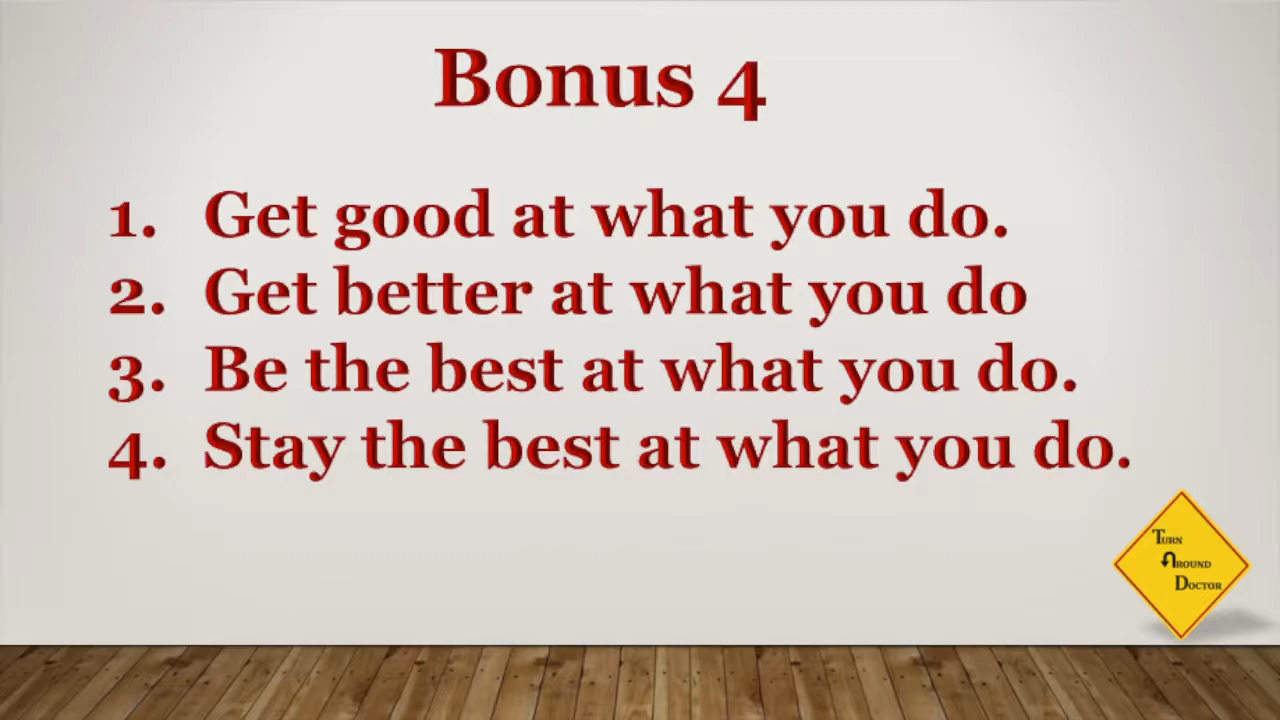 Bonus 4
1. Get good at what you do.
2. Get better at what you do
3. Be the best at what you do.
4. Stay the best at what you do.
Turn
Around
Doctor